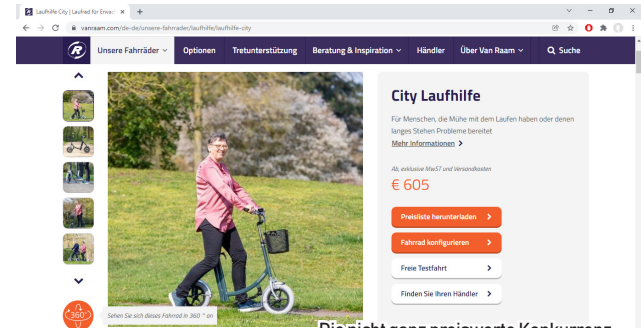 Laufhilfe City | Laufrad für Erwac
vanraam.com/de-de/unsere-fahrrader/laufhilfe/laufhilfe-city
R
Unsere Fahrräder
Optionen
Tretunterstützung
Beratung & Inspiration
Händler
Über Van Raam
Suche
City Laufhilfe
Für Menschen, die Mühe mit dem Laufen haben oder denen
langes Stehen Probleme bereitet
Mehr Informationen
Ab, exklusive MwST und Versandkosten
€ 605
Preisliste herunterladen
Fahrrad konfigurieren
Freie Testfahrt
Finden Sie Ihren Händler
360°
Sehen Sie sich dieses Fahrrad in 360 ° an
Die nicht ganz preiswerte Konkurrenz